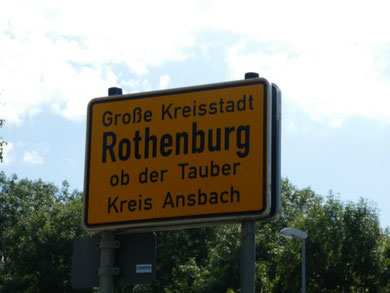 Große Kreisstadt
Rothenburg
ob der Tauber
Kreis Ansbach